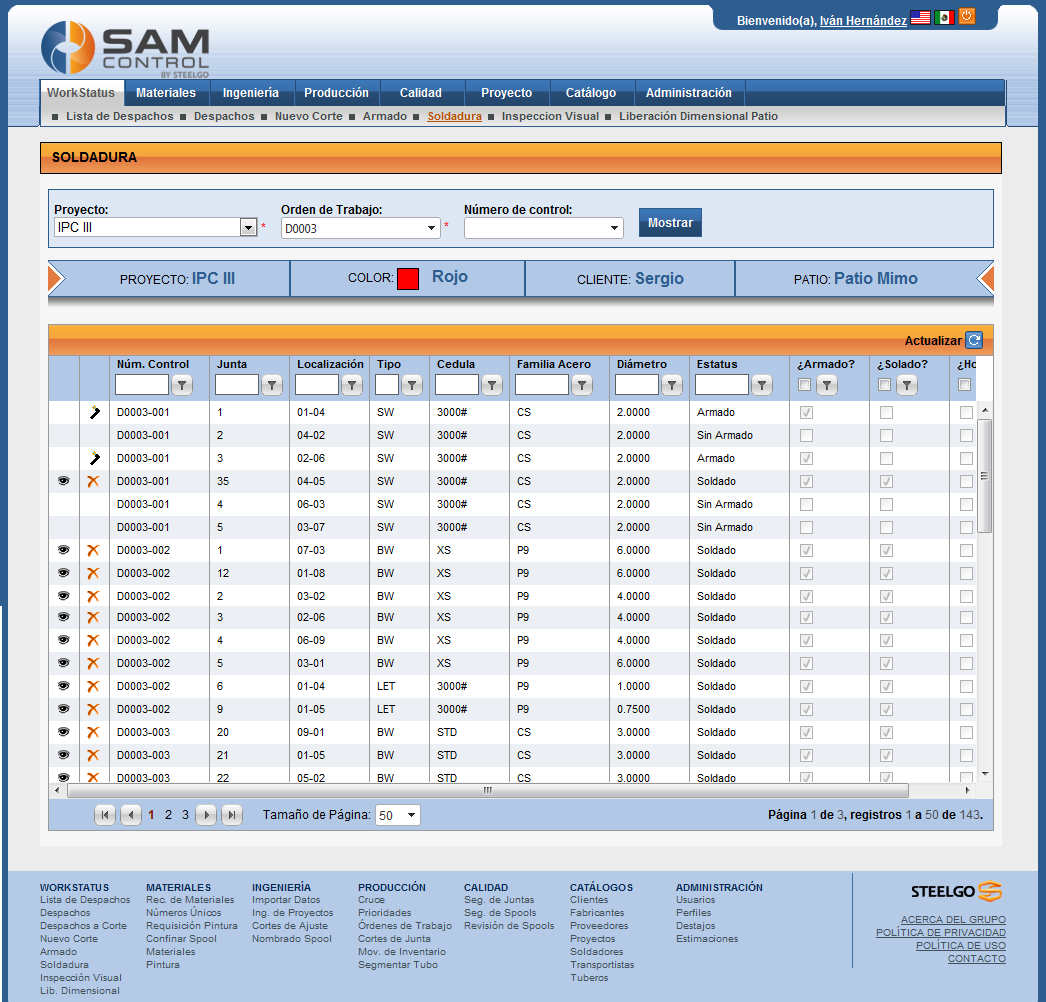 Bienvenido(a), Iván Hernández
SAM
CONTROL
BY STEELGO
WorkStatus Materiales Ingeniería Producción Calidad Proyecto Catálogo Administración
Lista de Despachos Despachos Nuevo Corte Armado Soldadura Inspeccion Visual Liberación Dimensional Patio
SOLDADURA
Proyecto: Orden de Trabajo: Número de control:
IPC III * D0003 * Mostrar
PROYECTO: IPC III COLOR: Rojo CLIENTE: Sergio PATIO: Patio Mimo
Actualizar
Núm. Control Junta Localización Tipo Cedula Familia Acero Diámetro Estatus ¿Armado? ¿Solado? ¿Ho
D0003-001 1 01-04 SW 3000# CS 2.0000 Armado
D0003-001 2 04-02 SW 3000# CS 2.0000 Sin Armado
D0003-001 3 02-06 SW 3000# CS 2.0000 Armado
D0003-001 35 04-05 SW 3000# CS 2.0000 Soldado
D0003-001 4 06-03 SW 3000# CS 2.0000 Sin Armado
D0003-001 5 03-07 SW 3000# CS 2.0000 Sin Armado
D0003-002 1 07-03 BW XS P9 6.0000 Soldado
D0003-002 12 01-08 BW XS P9 6.0000 Soldado
D0003-002 2 03-02 BW XS P9 4.0000 Soldado
D0003-002 3 02-06 BW XS P9 4.0000 Soldado
D0003-002 4 06-09 BW XS P9 4.0000 Soldado
D0003-002 5 03-01 BW XS P9 6.0000 Soldado
D0003-002 6 01-04 LET 3000# P9 1.0000 Soldado
D0003-002 9 01-05 LET 3000# P9 0.7500 Soldado
D0003-003 20 09-01 BW STD CS 3.0000 Soldado
D0003-003 21 01-05 BW STD CS 3.0000 Soldado
D0003-003 22 05-02 BW STD CS 3.0000 Soldado
1 2 3 Tamaño de Página: 50 Página 1 de 3, registros 1 a 50 de 143.
WORKSTATUS MATERIALES INGENIERÍA PRODUCCIÓN CALIDAD CATÁLOGOS ADMINISTRACIÓN
Lista de Despachos Rec. de Materiales Importar Datos Cruce Seg. de Juntas Clientes Usuarios
Despachos Números Únicos Ing. de Proyectos Prioridades Seg. de Spools Fabricantes Perfiles
Despachos a Corte Requisición Pintura Cortes de Ajuste Órdenes de Trabajo Revisión de Spools Proveedores Destajos
Nuevo Corte Confinar Spool Nombrado Spool Cortes de Junta Proyectos Estimaciones
Armado Materiales Mov. de Inventario Soldadores
Soldadura Pintura Segmentar Tubo Transportistas
Inspección Visual Tuberos
Lib. Dimensional
STEELGO
ACERCA DEL GRUPO
POLÍTICA DE PRIVACIDAD
POLÍTICA DE USO
CONTACTO